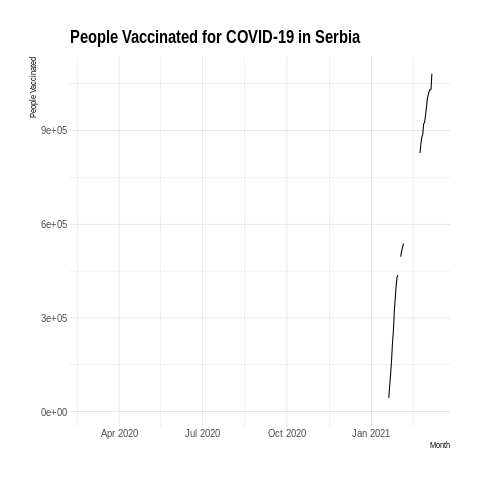 People Vaccinated for COVID-19 in Serbia
People Vaccinated
9e+05
6e+05
3e+05
0e+00
Apr 2020 Jul 2020 Oct 2020 Jan 2021
Month